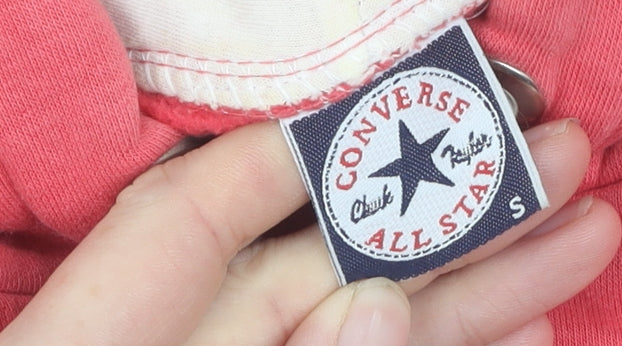 CONVERSE
Chuck Taylor
ALL STAR
S